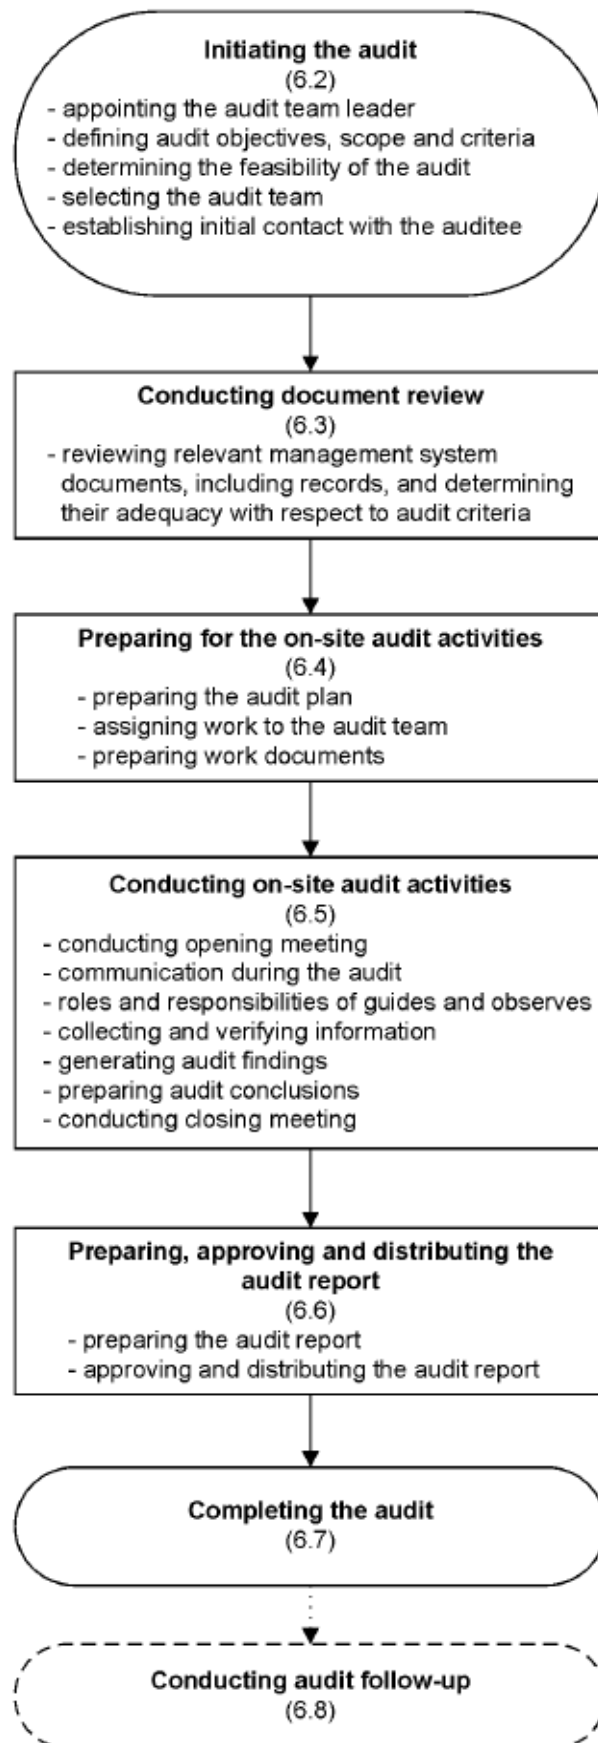 Initiating the audit
(6.2)
- appointing the audit team leader
- defining audit objectives, scope and criteria
- determining the feasibility of the audit
- selecting the audit team
- establishing initial contact with the auditee
Conducting document review
(6.3)
- reviewing relevant management system
documents, including records, and determining
their adequacy with respect to audit criteria
Preparing for the on-site audit activities
(6.4)
- preparing the audit plan
- assigning work to the audit team
- preparing work documents
Conducting on-site audit activities
(6.5)
- conducting opening meeting
- communication during the audit
- roles and responsibilities of guides and observes
- collecting and verifying information
- generating audit findings
- preparing audit conclusions
- conducting closing meeting
Preparing, approving and distributing the
audit report
(6.6)
- preparing the audit report
- approving and distributing the audit report
Completing the audit
(6.7)
Conducting audit follow-up
(6.8)